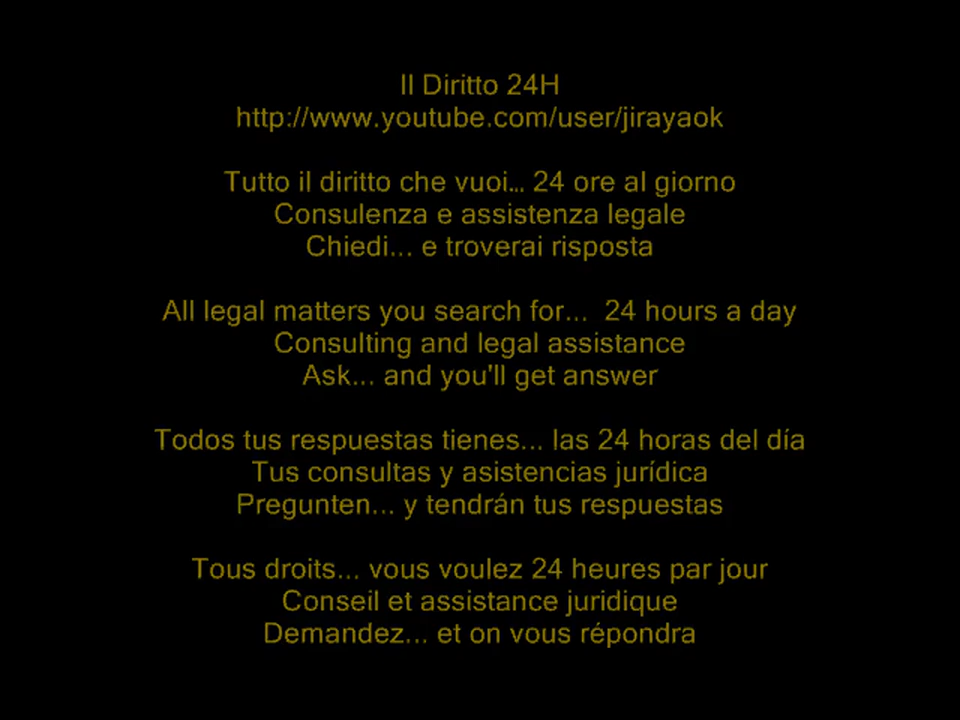 Il Diritto 24H
http://www.youtube.com/user/jirayaok
Tutto il diritto che vuoi... 24 ore al giorno
Consulenza e assistenza legale
Chiedi... e troverai risposta
All legal matters you search for...  24 hours a day
Consulting and legal assistance
Ask... and you'll get answer
Todos tus respuestas tienes... las 24 horas del día
Tus consultas y asistencias jurídica
Pregunten... y tendrán tus respuestas
Tous droits... vous voulez 24 heures par jour
Conseil et assistance juridique
Demandez... et on vous répondra